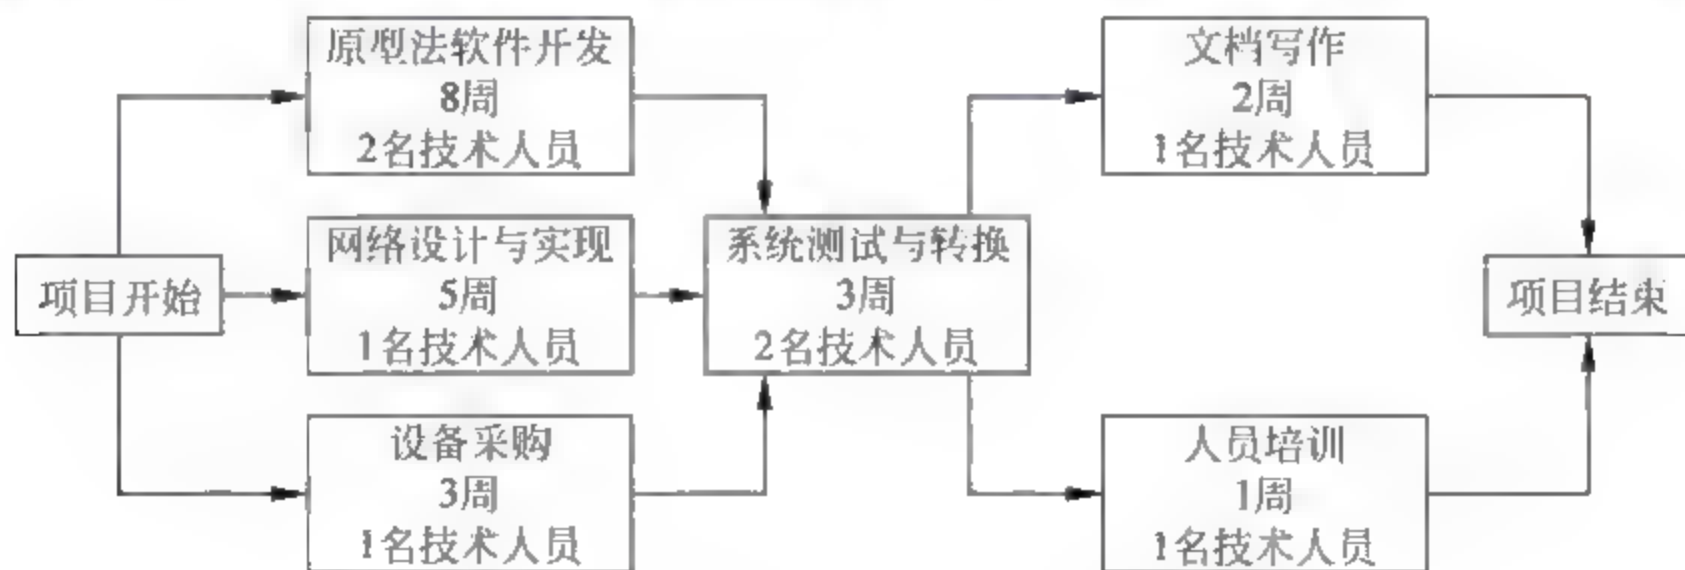 项目开始
原型法软件开发
8周
2名技术人员
网络设计与实现
5周
1名技术人员
设备采购
3周
1名技术人员
系统测试与转换
3周
2名技术人员
文档写作
2周
1名技术人员
人员培训
1周
1名技术人员
项目结束